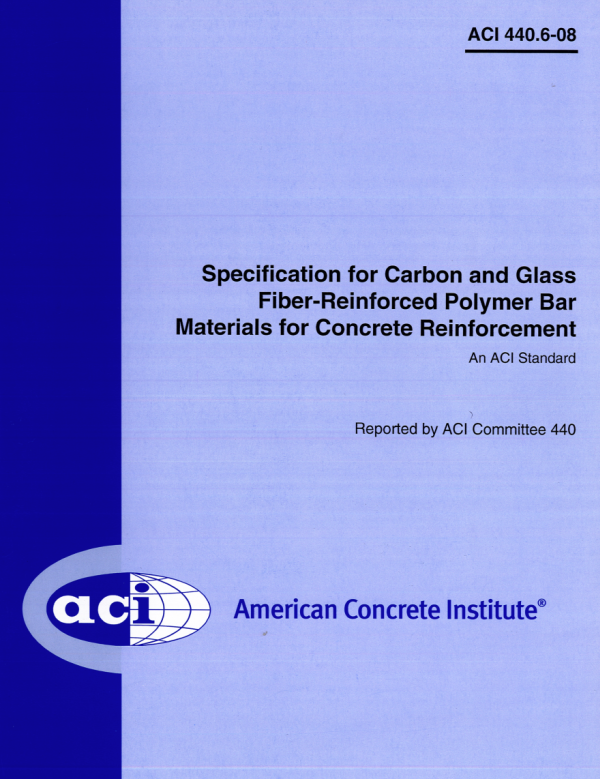 ACI 440.6-08
Specification for Carbon and Glass
Fiber-Reinforced Polymer Bar
Materials for Concrete Reinforcement
An ACI Standard
Reported by ACI Committee 440
aci
American Concrete Institute®